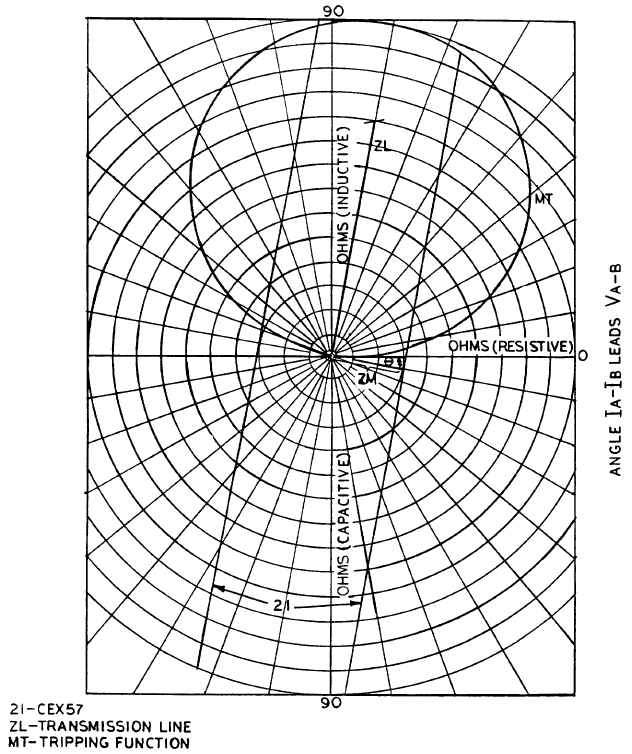 90
OHMS (INDUCTIVE)
ZL
MT
OHMS (RESISTIVE)
0
ZM
ANGLE IA-IB LEADS VA-B
OHMS (CAPACITIVE)
21
90
21-CEX57
ZL-TRANSMISSION LINE
MT-TRIPPING FUNCTION